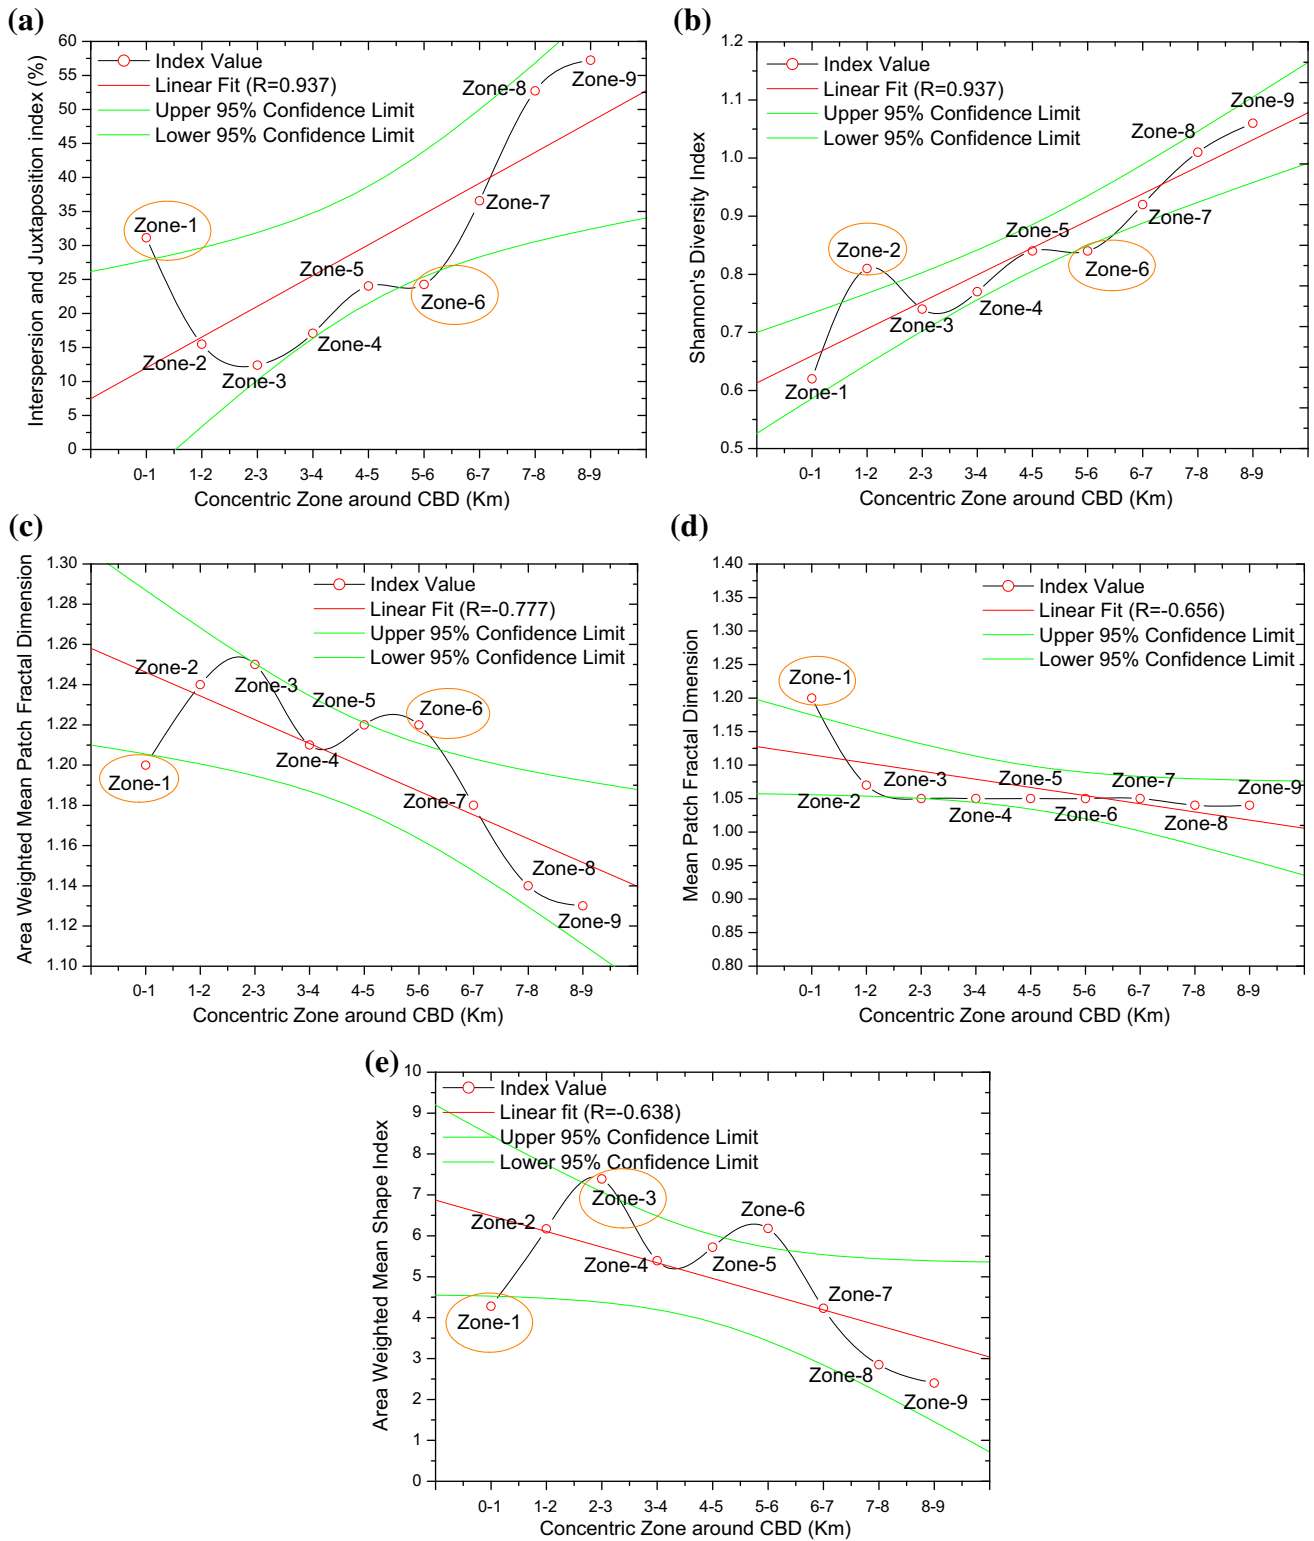 (a)
Interspersion and Juxtaposition index (%)
60
55
50
45
40
35
30
25
20
15
10
5
0
Index Value
Linear Fit (R=0.937)
Upper 95% Confidence Limit
Lower 95% Confidence Limit
Zone-1
Zone-2
Zone-3
Zone-4
Zone-5
Zone-6
Zone-7
Zone-8
Zone-9
0-1 1-2 2-3 3-4 4-5 5-6 6-7 7-8 8-9
Concentric Zone around CBD (Km)
(b)
Shannon's Diversity Index
1.2
1.1
1.0
0.9
0.8
0.7
0.6
0.5
Index Value
Linear Fit (R=0.937)
Upper 95% Confidence Limit
Lower 95% Confidence Limit
Zone-1
Zone-2
Zone-3
Zone-4
Zone-5
Zone-6
Zone-7
Zone-8
Zone-9
0-1 1-2 2-3 3-4 4-5 5-6 6-7 7-8 8-9
Concentric Zone around CBD (Km)
(c)
Area Weighted Mean Patch Fractal Dimension
1.30
1.28
1.26
1.24
1.22
1.20
1.18
1.16
1.14
1.12
1.10
Index Value
Linear Fit (R=-0.777)
Upper 95% Confidence Limit
Lower 95% Confidence Limit
Zone-1
Zone-2
Zone-3
Zone-4
Zone-5
Zone-6
Zone-7
Zone-8
Zone-9
0-1 1-2 2-3 3-4 4-5 5-6 6-7 7-8 8-9
Concentric Zone around CBD (Km)
(d)
Mean Patch Fractal Dimension
1.40
1.35
1.30
1.25
1.20
1.15
1.10
1.05
1.00
0.95
0.90
0.85
0.80
Index Value
Linear Fit (R=-0.656)
Upper 95% Confidence Limit
Lower 95% Confidence Limit
Zone-1
Zone-2
Zone-3
Zone-4
Zone-5
Zone-6
Zone-7
Zone-8
Zone-9
0-1 1-2 2-3 3-4 4-5 5-6 6-7 7-8 8-9
Concentric Zone around CBD (Km)
(e)
Area Weighted Mean Shape Index
10
9
8
7
6
5
4
3
2
1
0
Index Value
Linear fit (R=-0.638)
Upper 95% Confidence Limit
Lower 95% Confidence Limit
Zone-1
Zone-2
Zone-3
Zone-4
Zone-5
Zone-6
Zone-7
Zone-8
Zone-9
0-1 1-2 2-3 3-4 4-5 5-6 6-7 7-8 8-9
Concentric Zone around CBD (Km)